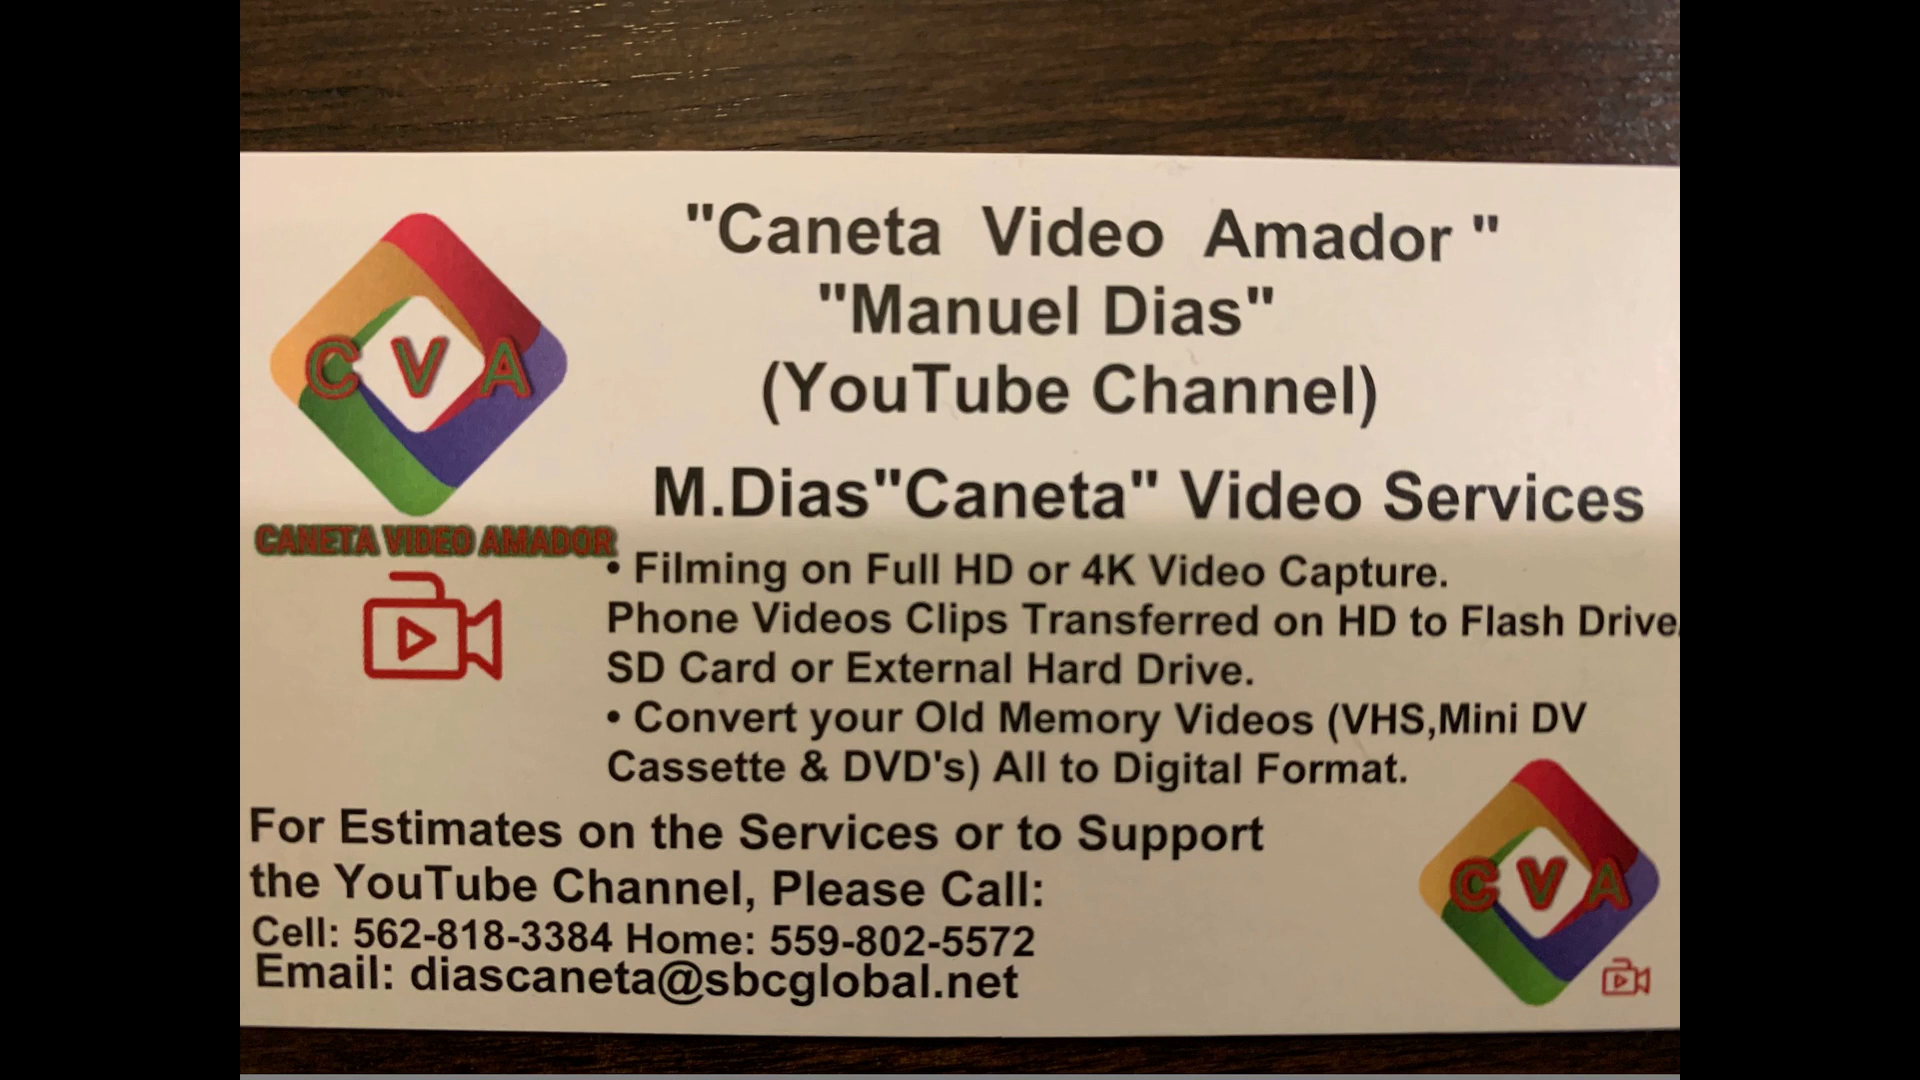 "Caneta Video Amador "
"Manuel Dias"
(YouTube Channel)
M.Dias"Caneta" Video Services
C V A
CANETA VIDEO AMADOR
• Filming on Full HD or 4K Video Capture.
Phone Videos Clips Transferred on HD to Flash Drive,
SD Card or External Hard Drive.
• Convert your Old Memory Videos (VHS,Mini DV
Cassette & DVD's) All to Digital Format.
For Estimates on the Services or to Support
the YouTube Channel, Please Call:
Cell: 562-818-3384 Home: 559-802-5572
Email: diascaneta@sbcglobal.net
C V A